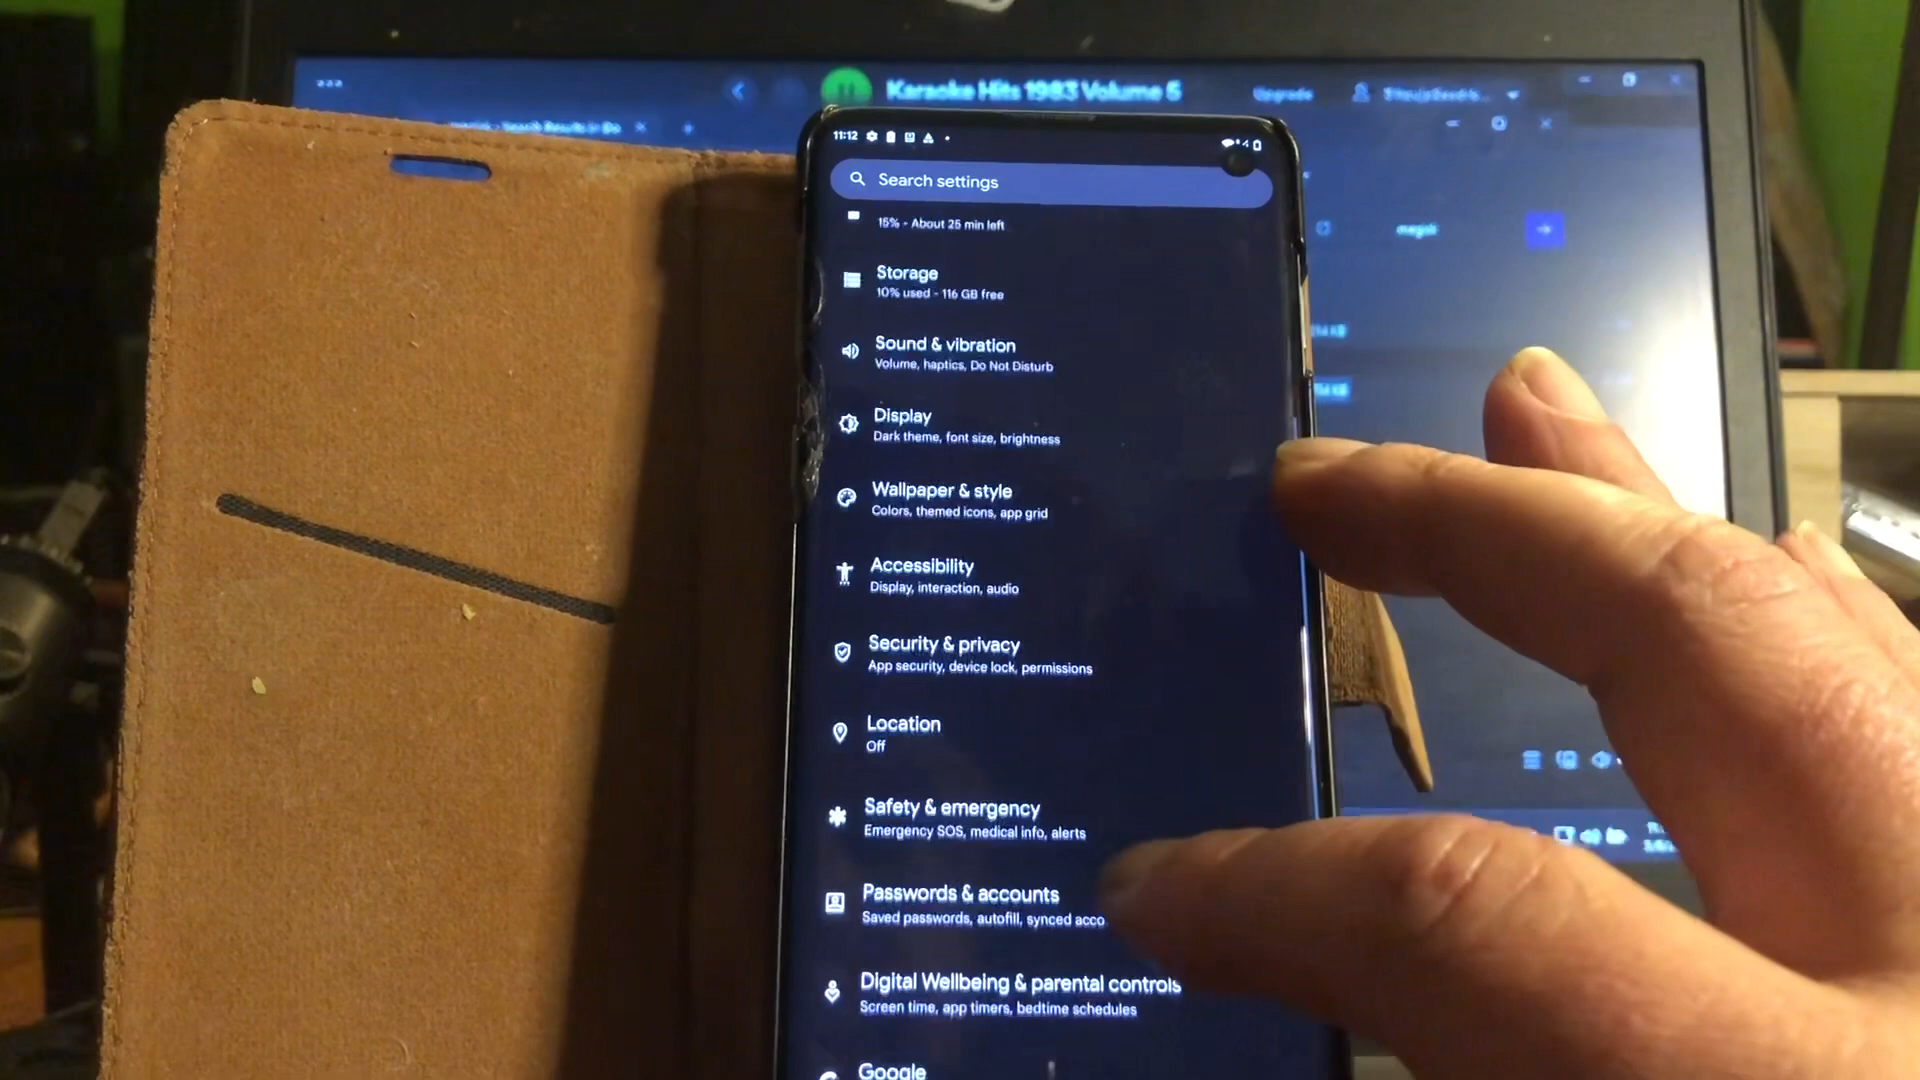 Karaoke Hits 1983 Volume 5
Upgrade
magisk
11:12
Search settings
15% - About 25 min left
Storage
10% used - 116 GB free
Sound & vibration
Volume, haptics, Do Not Disturb
Display
Dark theme, font size, brightness
Wallpaper & style
Colors, themed icons, app grid
Accessibility
Display, interaction, audio
Security & privacy
App security, device lock, permissions
Location
Off
Safety & emergency
Emergency SOS, medical info, alerts
Passwords & accounts
Saved passwords, autofill, synced acco
Digital Wellbeing & parental controls
Screen time, app timers, bedtime schedules
Google